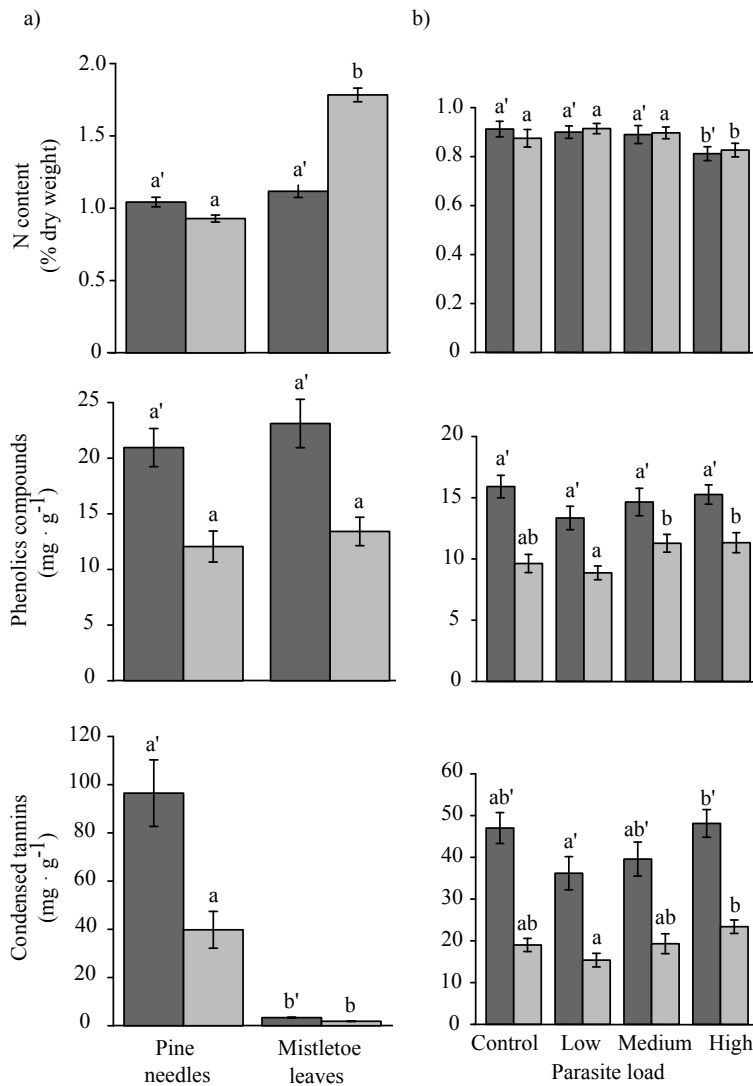 a)
N content
(% dry weight)
2.0
1.5
1.0
0.5
0
a'
a
a'
b
Phenolics compounds
(mg · g⁻¹)
25
20
15
10
5
0
a'
a
a'
a
Condensed tannins
(mg · g⁻¹)
120
100
80
60
40
20
0
a'
a
b'
b
Pine
needles
Mistletoe
leaves
b)
1.0
0.8
0.6
0.4
0.2
0
a' a a' a a' a b' b
20
15
10
5
0
a' ab a' a a' b a' b
60
50
40
30
20
10
0
ab' ab a' a ab' ab b' b
Control Low Medium High
Parasite load